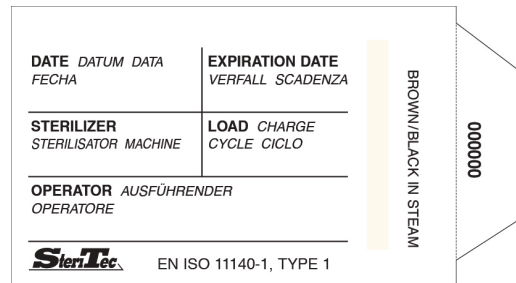 DATE DATUM DATA
FECHA
EXPIRATION DATE
VERFALL SCADENZA
STERILIZER
STERILISATOR MACHINE
LOAD CHARGE
CYCLE CICLO
OPERATOR AUSFÜHRENDER
OPERATORE
SteriTec
EN ISO 11140-1, TYPE 1
BROWN/BLACK IN STEAM
000000